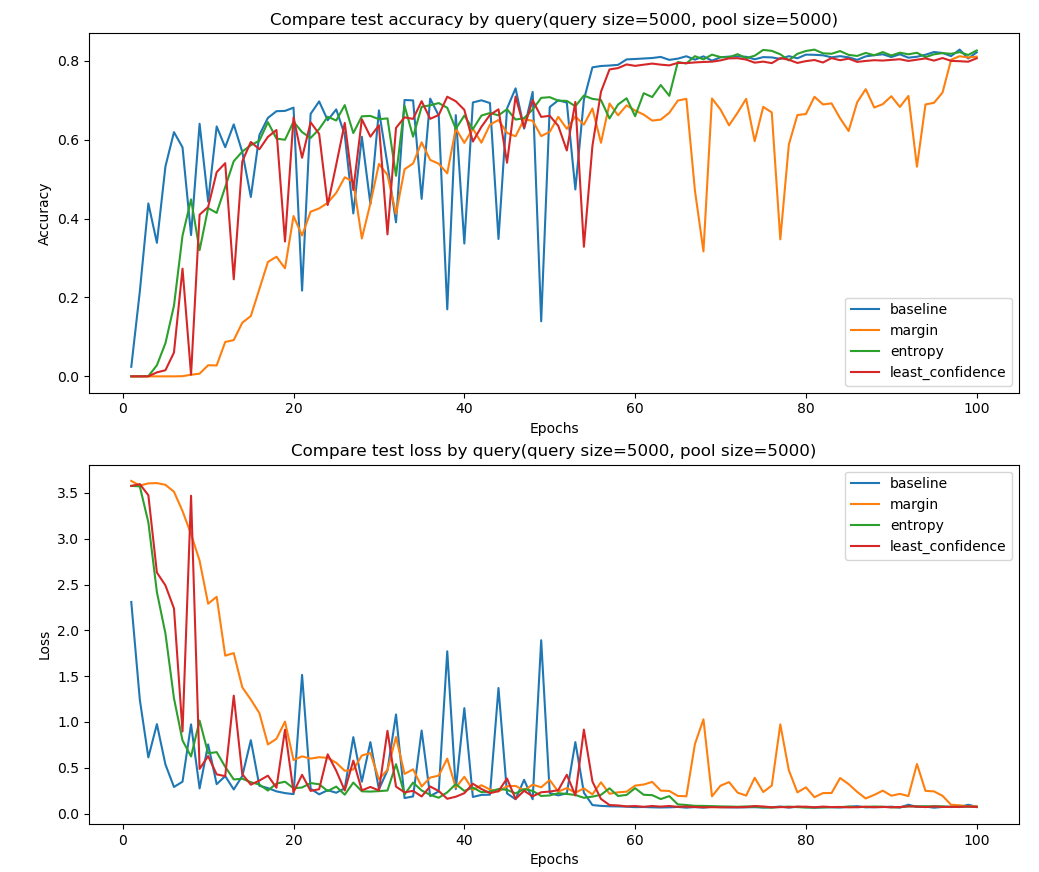 Compare test accuracy by query(query size=5000, pool size=5000)
Accuracy
0.8
0.6
0.4
0.2
0.0
baseline
margin
entropy
least_confidence
0 20 40 60 80 100
Epochs
Compare test loss by query(query size=5000, pool size=5000)
Loss
3.5
3.0
2.5
2.0
1.5
1.0
0.5
0.0
baseline
margin
entropy
least_confidence
0 20 40 60 80 100
Epochs